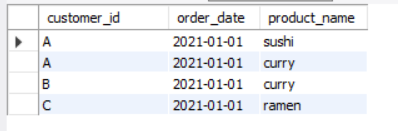 customer_id order_date product_name
A 2021-01-01 sushi
A 2021-01-01 curry
B 2021-01-01 curry
C 2021-01-01 ramen